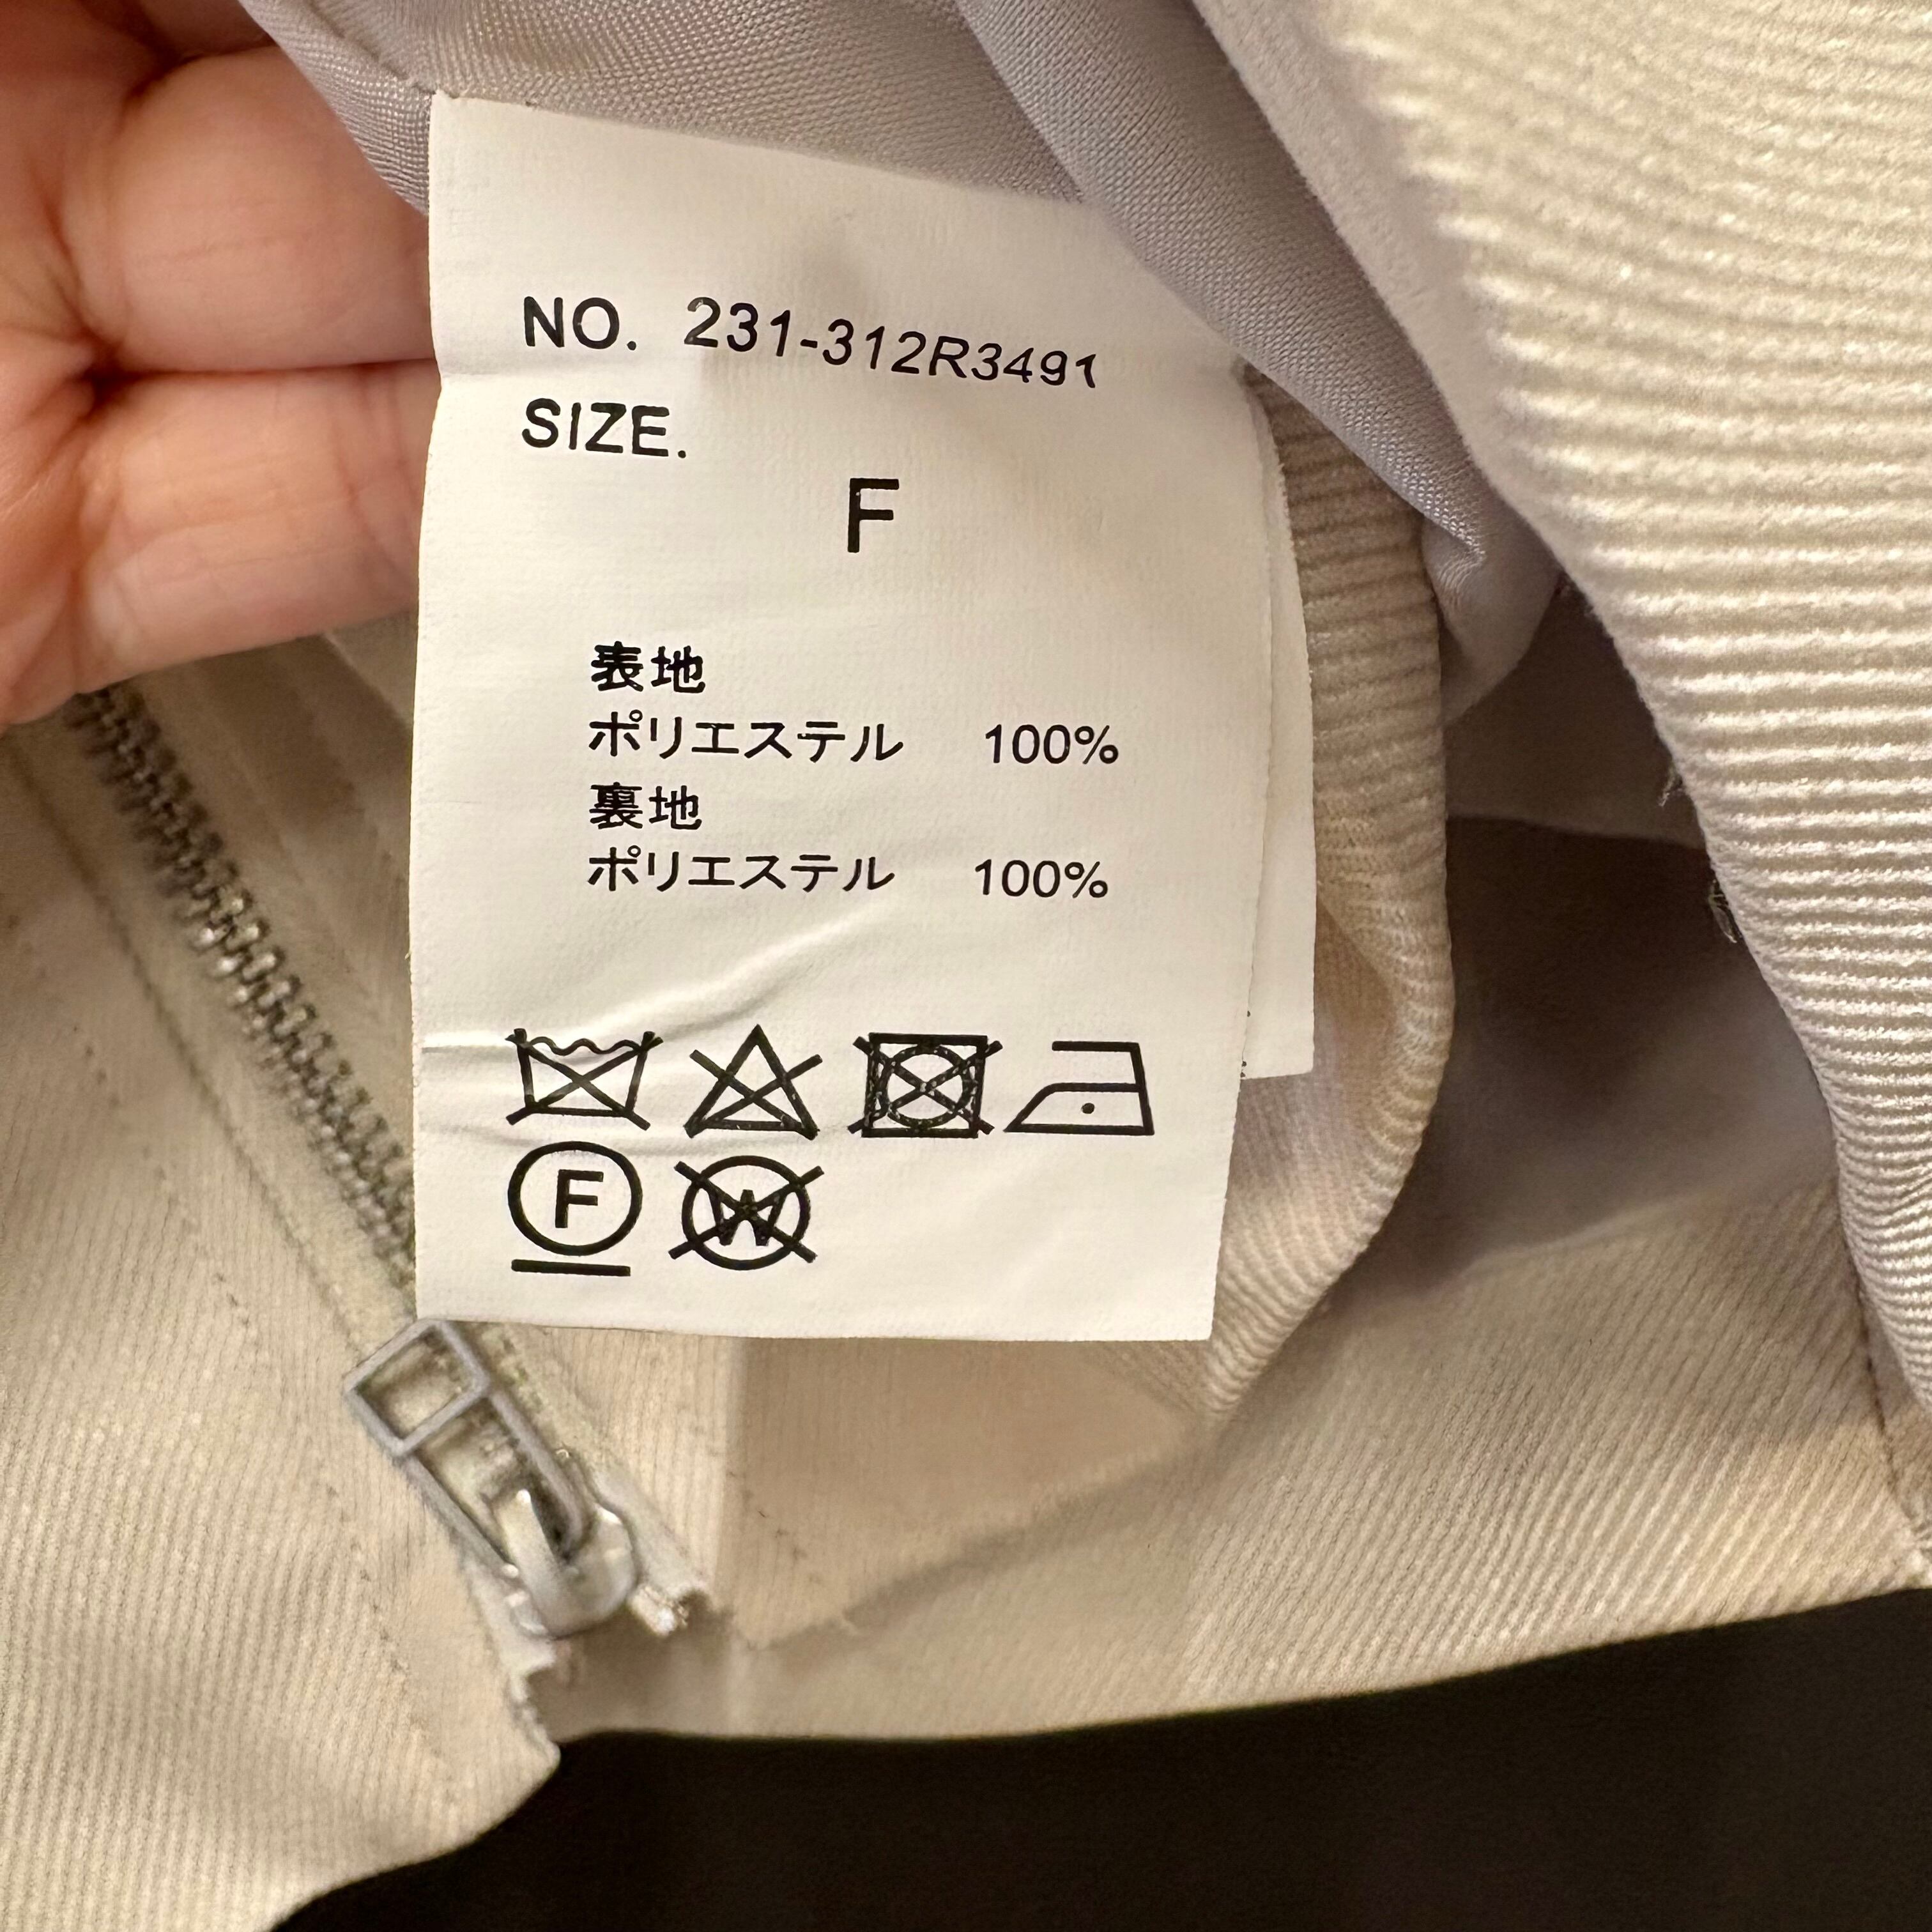 NO. 231-312R3491
SIZE.
F
表地
ポリエステル 100%
裏地
ポリエステル 100%
F W